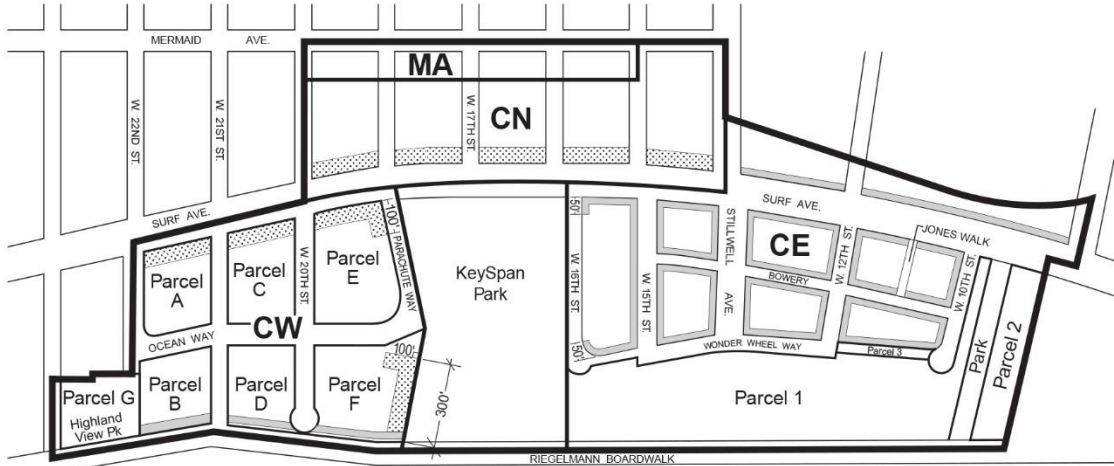 MERMAID AVE.
MA
W. 22ND ST.
W. 21ST ST.
W. 17TH ST.
CN
SURF AVE.
100'
PARACHUTE WAY
50'
SURF AVE.
STILLWELL AVE.
JONES WALK
Parcel
A
Parcel
C
W. 20TH ST.
Parcel
E
KeySpan
Park
W. 16TH ST.
W. 15TH ST.
CE
BOWERY
W. 12TH ST.
W. 10TH ST.
CW
OCEAN WAY
100'
50'
WONDER WHEEL WAY
Parcel 3
Park
Parcel 2
Parcel G
Highland
View Pk
Parcel
B
Parcel
D
Parcel
F
300'
Parcel 1
RIEGELMANN BOARDWALK